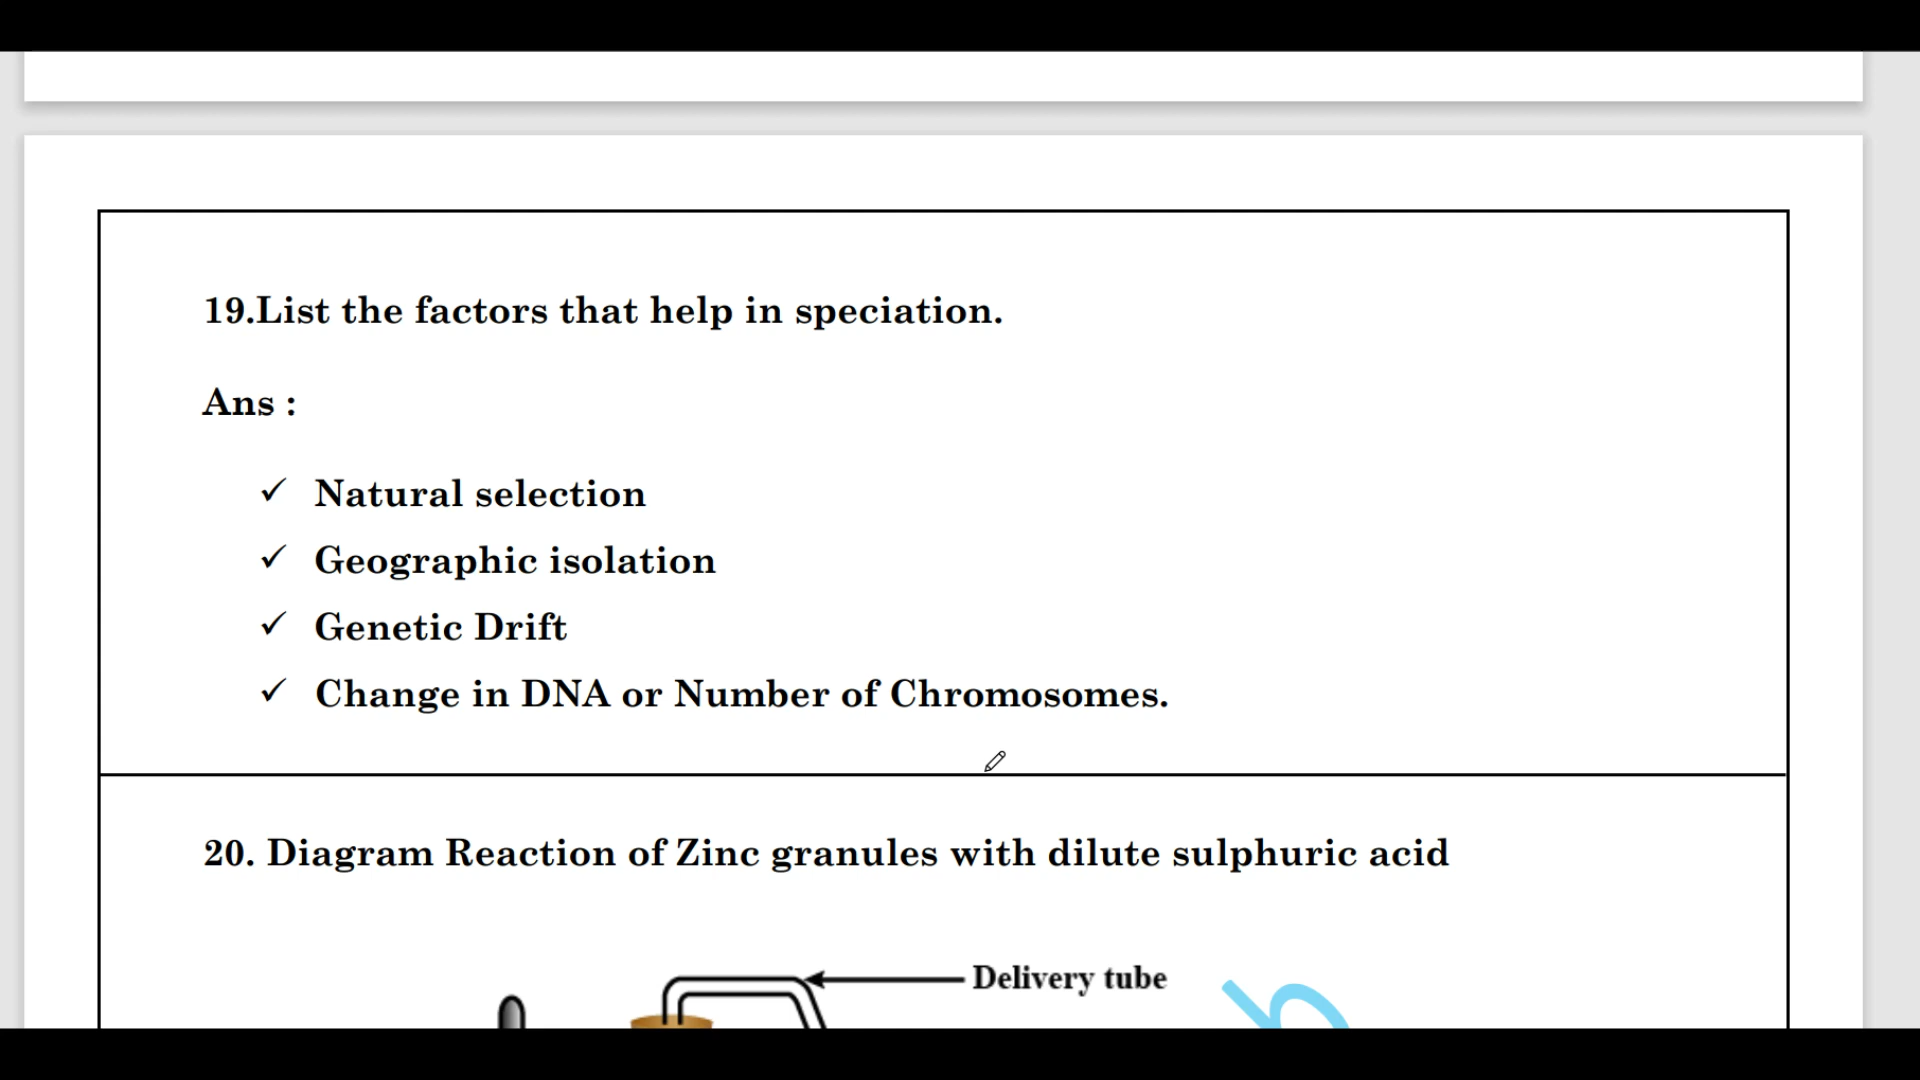 19.List the factors that help in speciation.
Ans :
✓ Natural selection
✓ Geographic isolation
✓ Genetic Drift
✓ Change in DNA or Number of Chromosomes.
20. Diagram Reaction of Zinc granules with dilute sulphuric acid
Delivery tube